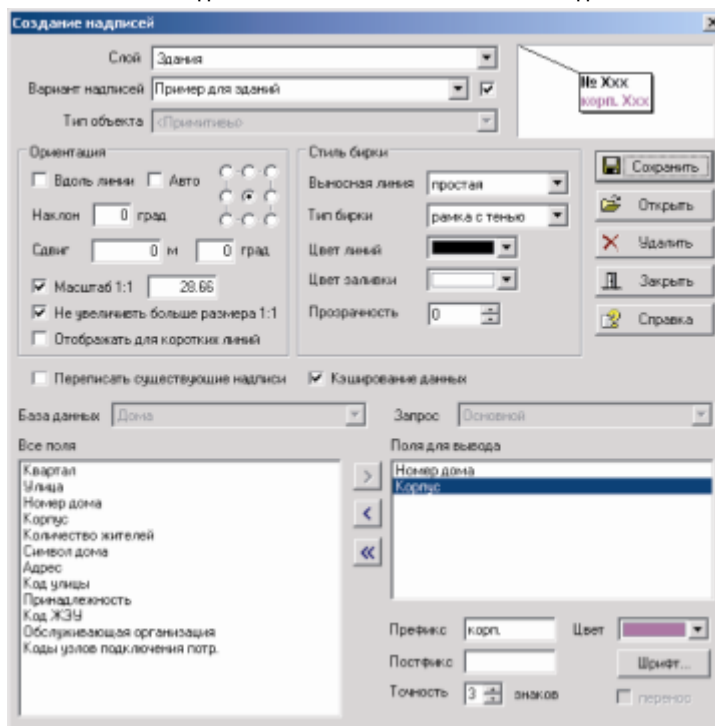 Создание надписей
Слой Здания
Вариант надписей Пример для зданий
Тип объекта <Примитивы>
№ Xxx
корп. Xxx
Ориентация
Вдоль линии Авто
Наклон 0 град
Сдвиг 0 м 0 град
Масштаб 1:1 28.66
Не увеличивать больше размера 1:1
Отображать для коротких линий
Стиль бирки
Выносная линия простая
Тип бирки рамка с тенью
Цвет линий
Цвет заливки
Прозрачность 0
Сохранить
Открыть
Удалить
Закрыть
Справка
Переписать существующие надписи Кэширование данных
База данных Дома Запрос Основной
Все поля
Квартал
Улица
Номер дома
Корпус
Количество жителей
Символ дома
Адрес
Код улицы
Принадлежность
Код ЖЭУ
Обслуживающая организация
Коды узлов подключения потр.
>
<
«
Поля для вывода
Номер дома
Корпус
Префикс корп. Цвет
Постфикс Шрифт...
Точность 3 знаков перенос